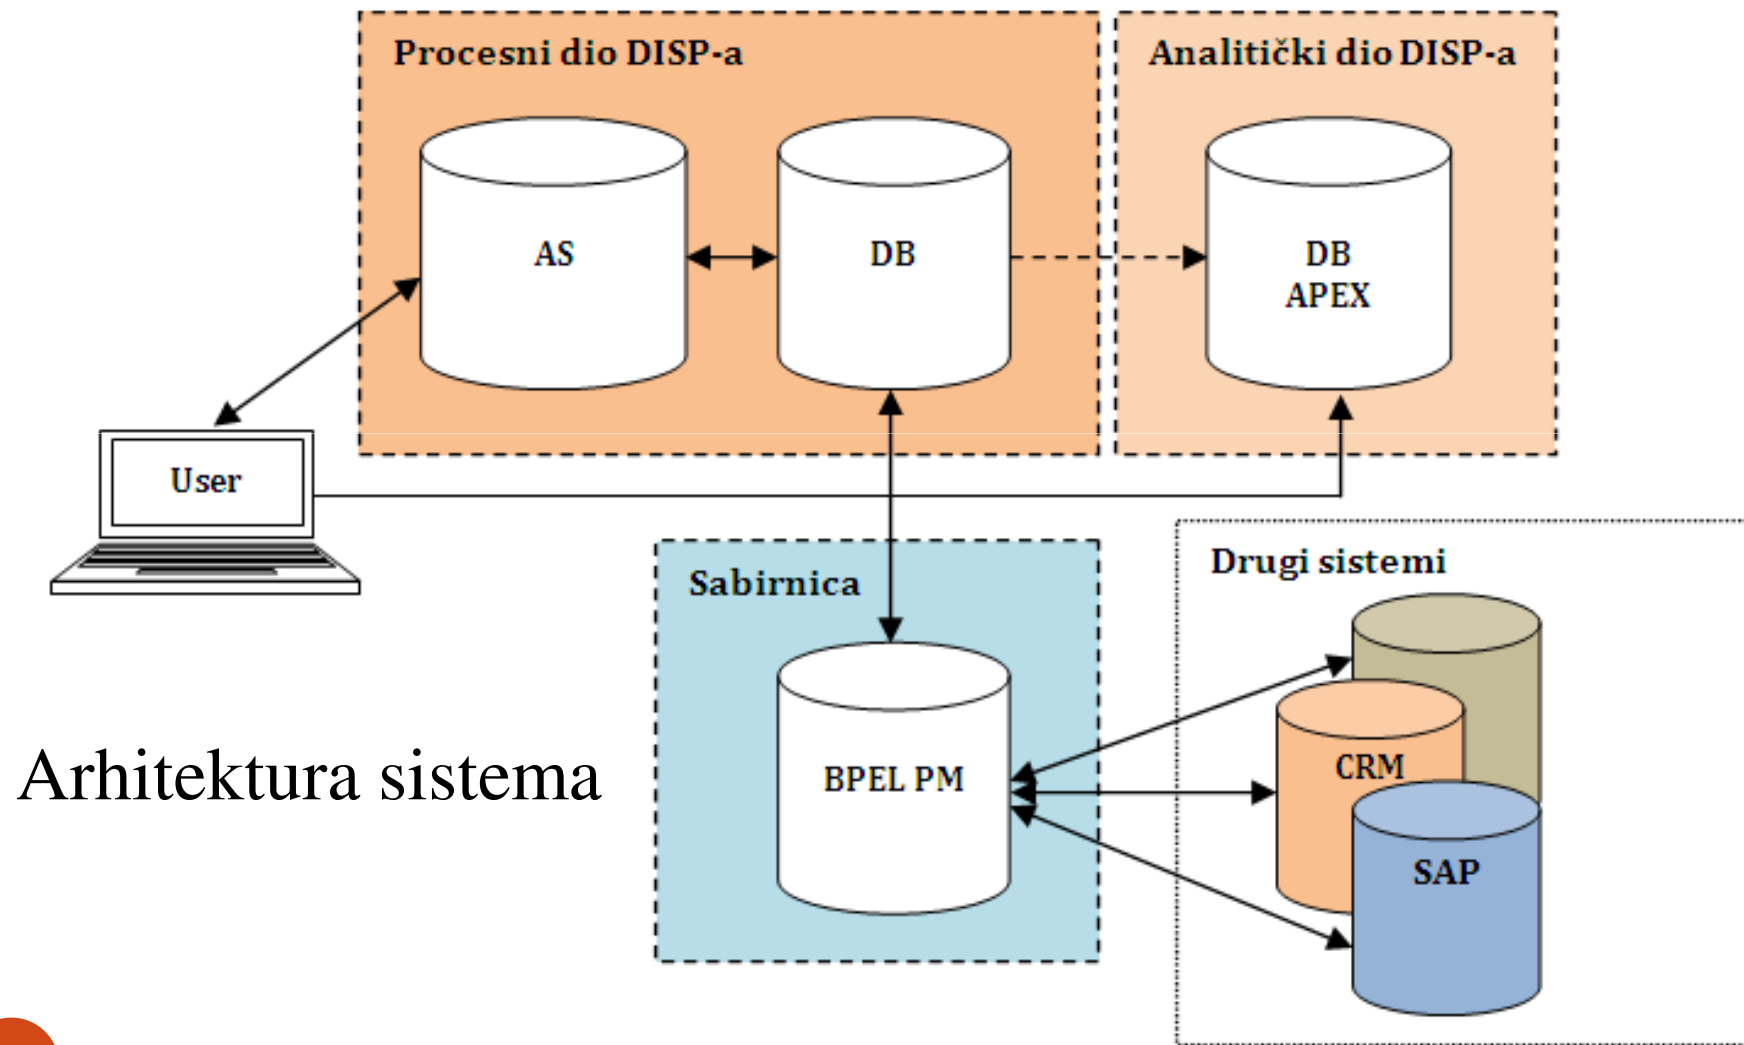 Procesni dio DISP-a
Analitički dio DISP-a
AS
DB
DB
APEX
User
Sabirnica
Drugi sistemi
BPEL PM
CRM
SAP
Arhitektura sistema